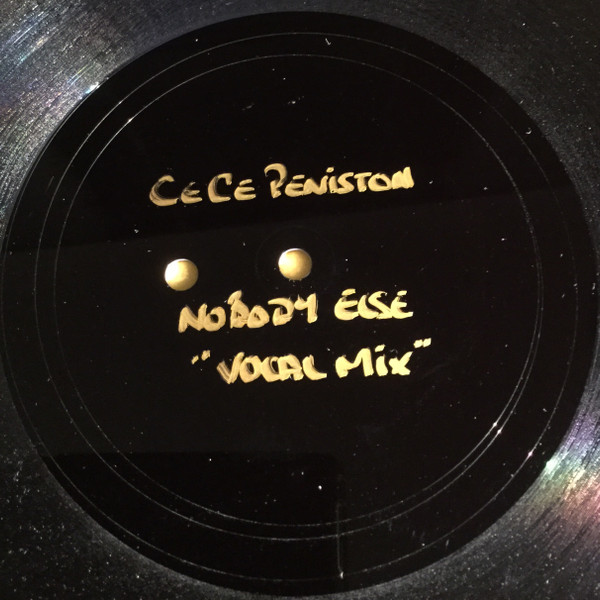 CeCe Peniston
Nobody Else
"Vocal Mix"